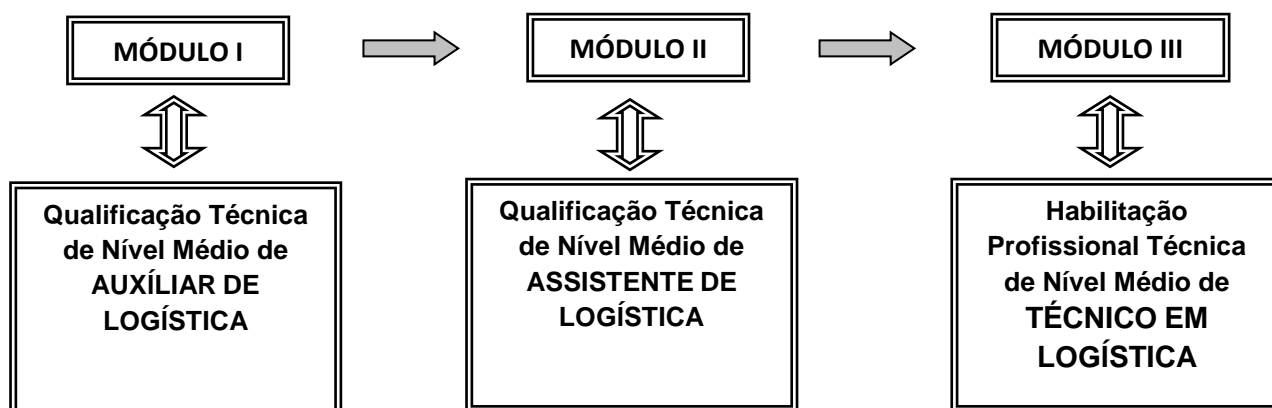 MÓDULO I
MÓDULO II
MÓDULO III
Qualificação Técnica
de Nível Médio de
AUXÍLIAR DE
LOGÍSTICA
Qualificação Técnica
de Nível Médio de
ASSISTENTE DE
LOGÍSTICA
Habilitação
Profissional Técnica
de Nível Médio de
TÉCNICO EM
LOGÍSTICA